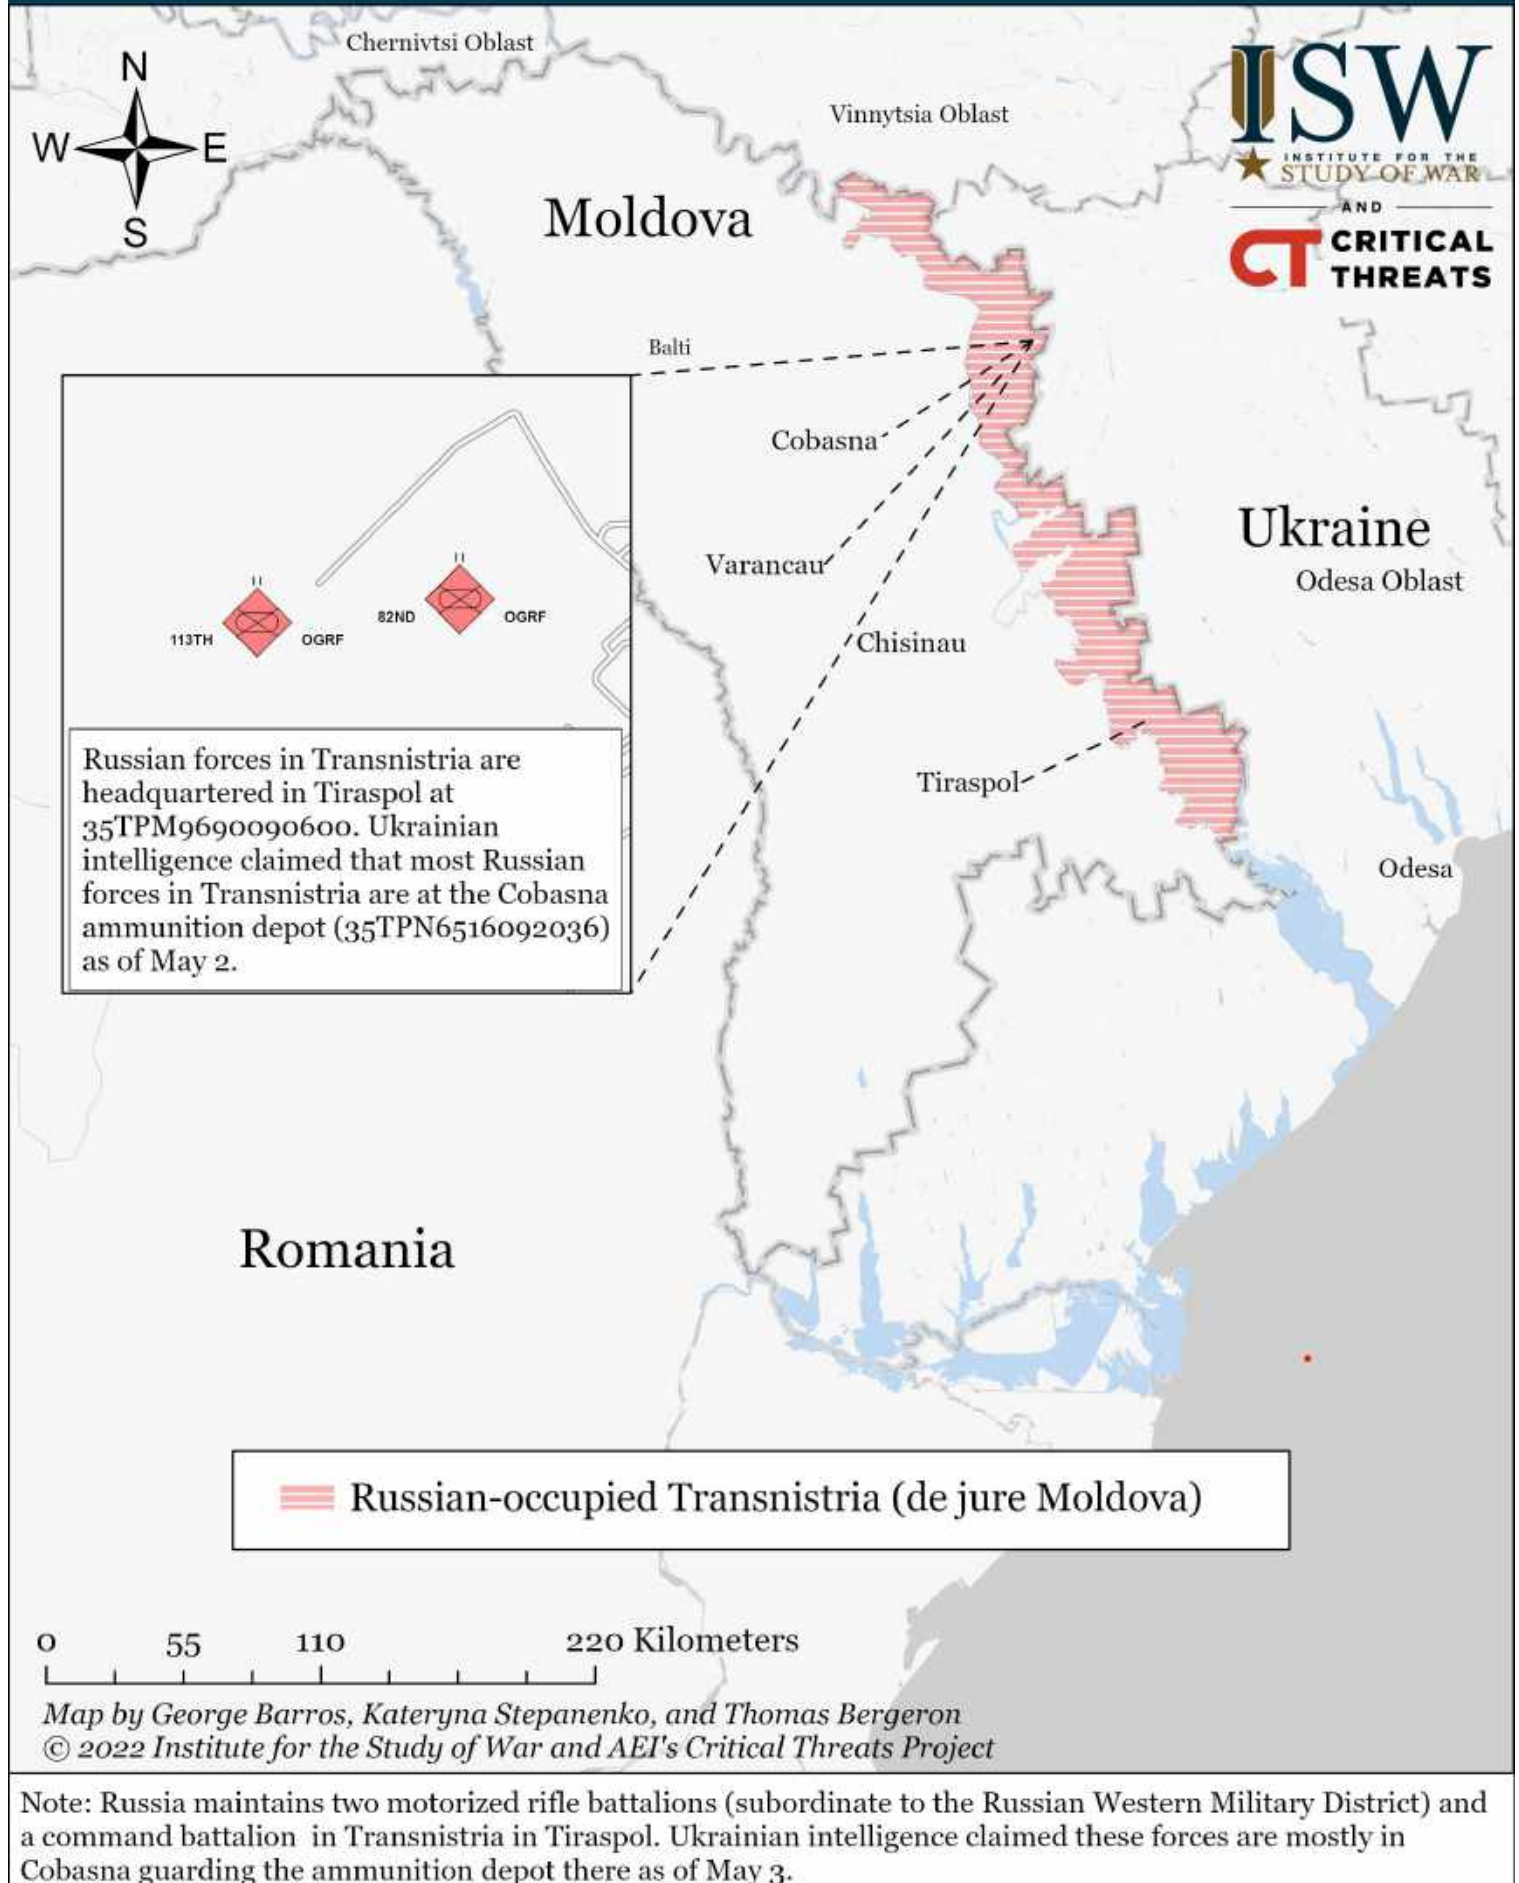 Chernivtsi Oblast
N
W
E
S
Vinnytsia Oblast
ISW
INSTITUTE FOR THE
STUDY OF WAR
AND
CT CRITICAL
THREATS
Moldova
Balti
Cobasna
Varancau
Chisinau
Tiraspol
Ukraine
Odesa Oblast
Odesa
II
113TH
OGRF
II
82ND
OGRF
Russian forces in Transnistria are
headquartered in Tiraspol at
35TPM9690090600. Ukrainian
intelligence claimed that most Russian
forces in Transnistria are at the Cobasna
ammunition depot (35TPN6516092036)
as of May 2.
Romania
Russian-occupied Transnistria (de jure Moldova)
0 55 110 220 Kilometers
Map by George Barros, Kateryna Stepanenko, and Thomas Bergeron
© 2022 Institute for the Study of War and AEI's Critical Threats Project
Note: Russia maintains two motorized rifle battalions (subordinate to the Russian Western Military District) and
a command battalion in Transnistria in Tiraspol. Ukrainian intelligence claimed these forces are mostly in
Cobasna guarding the ammunition depot there as of May 3.